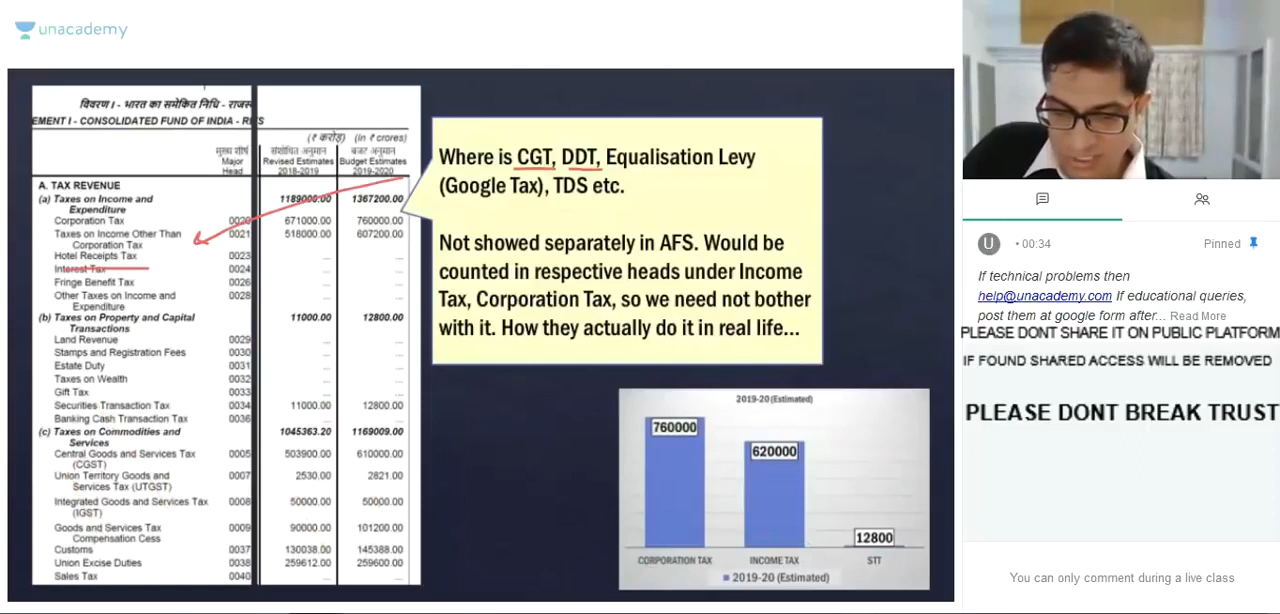 unacademy
विवरण I - भारत का समेकित निधि - राजस्
EMENT I - CONSOLIDATED FUND OF INDIA - RE S
(₹ करोड़) (In ₹ crores)
मुख्य शीर्ष संशोधित अनुमान बजट अनुमान
Major Revised Estimates Budget Estimates
Head 2018-2019 2019-2020
A. TAX REVENUE
(a) Taxes on Income and 1189000.00 1367200.00
Expenditure
Corporation Tax 0020 671000.00 760000.00
Taxes on Income Other Than 0021 518000.00 607200.00
Corporation Tax
Hotel Receipts Tax 0023 ... ...
Interest Tax 0024 ... ...
Fringe Benefit Tax 0026 ... ...
Other Taxes on Income and 0028 ... ...
Expenditure
(b) Taxes on Property and Capital 11000.00 12800.00
Transactions
Land Revenue 0029 ... ...
Stamps and Registration Fees 0030 ... ...
Estate Duty 0031 ... ...
Taxes on Wealth 0032 ... ...
Gift Tax 0033 ... ...
Securities Transaction Tax 0034 11000.00 12800.00
Banking Cash Transaction Tax 0036 ... ...
(c) Taxes on Commodities and 1045363.20 1169009.00
Services
Central Goods and Services Tax 0005 503900.00 610000.00
(CGST)
Union Territory Goods and 0007 2530.00 2821.00
Services Tax (UTGST)
Integrated Goods and Services Tax 0008 50000.00 50000.00
(IGST)
Goods and Services Tax 0009 90000.00 101200.00
Compensation Cess
Customs 0037 130038.00 145388.00
Union Excise Duties 0038 259612.00 259600.00
Sales Tax 0040 ... ...
Where is CGT, DDT, Equalisation Levy
(Google Tax), TDS etc.
Not showed separately in AFS. Would be
counted in respective heads under Income
Tax, Corporation Tax, so we need not bother
with it. How they actually do it in real life...
2019-20 (Estimated)
760000
620000
12800
CORPORATION TAX INCOME TAX STT
2019-20 (Estimated)
U • 00:34 Pinned
If technical problems then
help@unacademy.com If educational queries,
post them at google form after... Read More
PLEASE DONT SHARE IT ON PUBLIC PLATFORM
IF FOUND SHARED ACCESS WILL BE REMOVED
PLEASE DONT BREAK TRUST
You can only comment during a live class